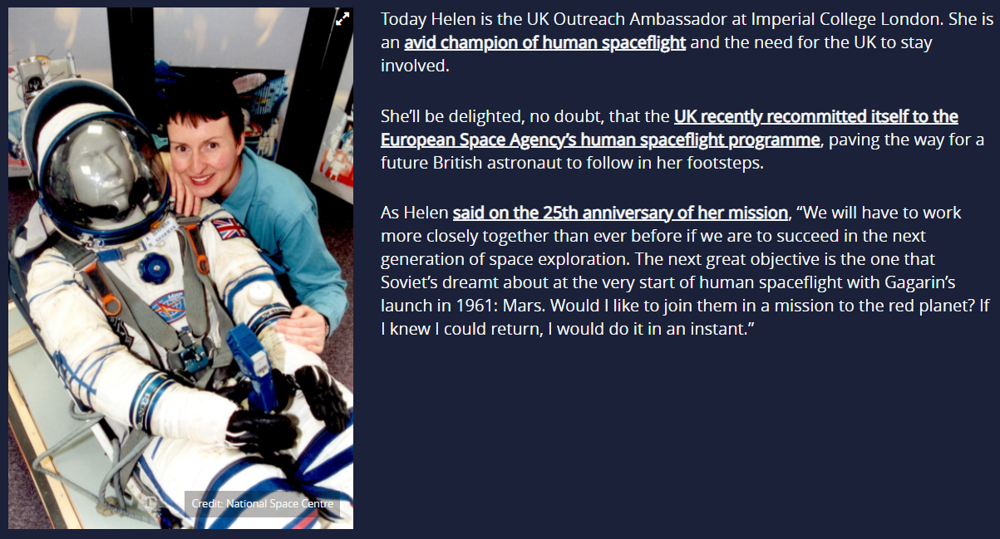 Today Helen is the UK Outreach Ambassador at Imperial College London. She is
an avid champion of human spaceflight and the need for the UK to stay
involved.
She’ll be delighted, no doubt, that the UK recently recommitted itself to the
European Space Agency’s human spaceflight programme, paving the way for a
future British astronaut to follow in her footsteps.
As Helen said on the 25th anniversary of her mission, “We will have to work
more closely together than ever before if we are to succeed in the next
generation of space exploration. The next great objective is the one that
Soviet’s dreamt about at the very start of human spaceflight with Gagarin’s
launch in 1961: Mars. Would I like to join them in a mission to the red planet? If
I knew I could return, I would do it in an instant.”
МИР
Credit: National Space Centre